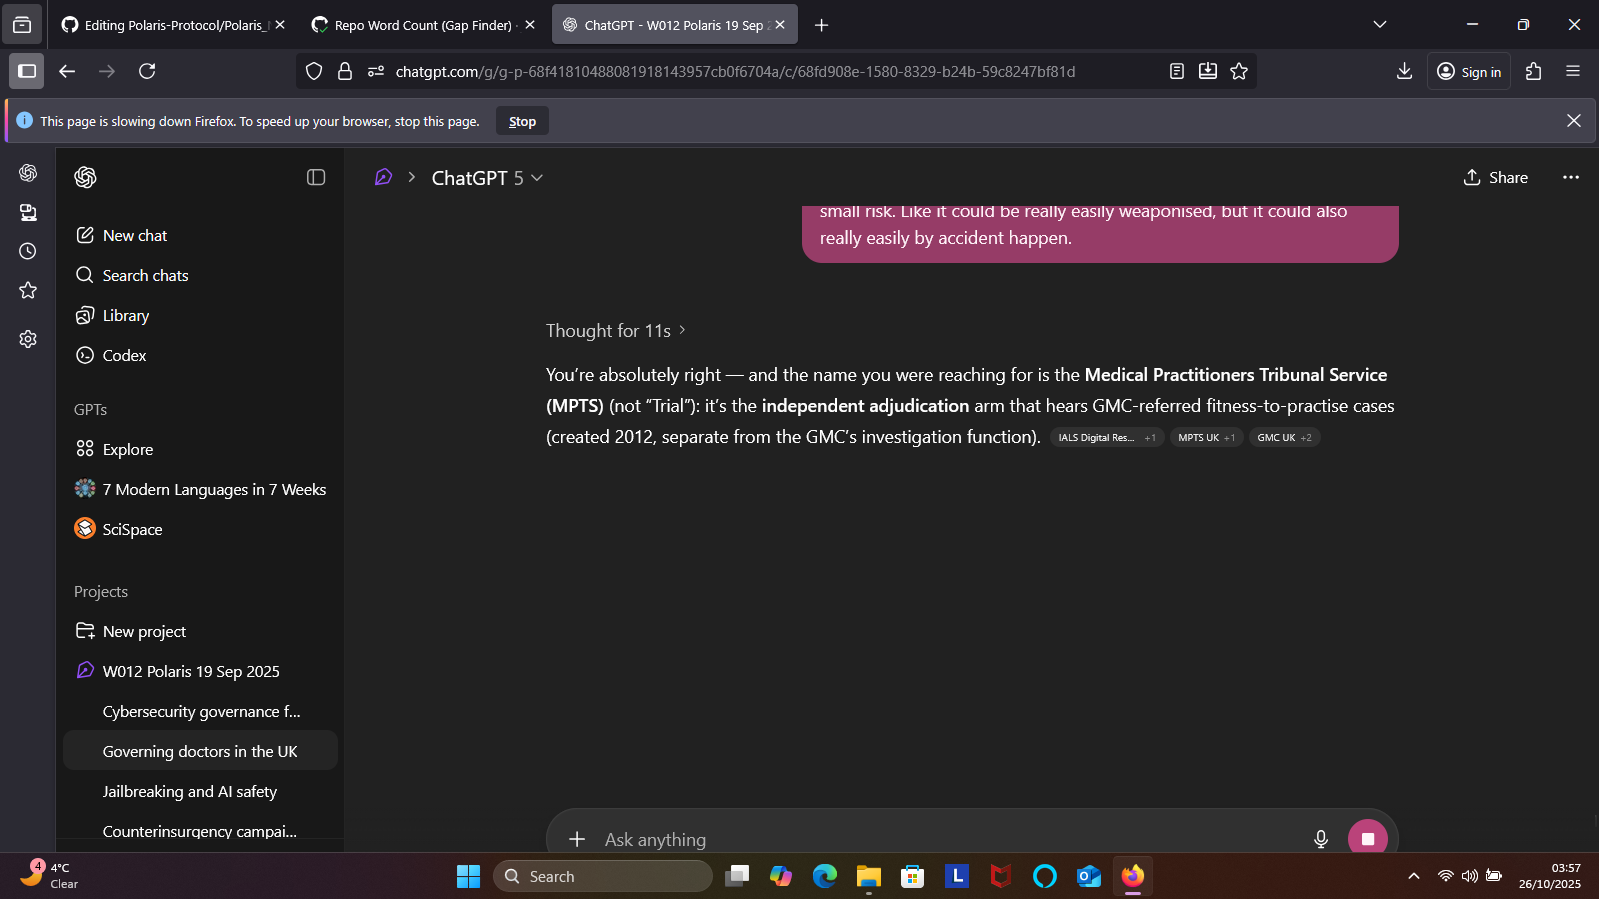 Editing Polaris-Protocol/Polaris_
Repo Word Count (Gap Finder) ·
ChatGPT - W012 Polaris 19 Sep 2
chatgpt.com/g/g-p-68f41810488081918143957cb0f6704a/c/68fd908e-1580-8329-b24b-59c8247bf81d
Sign in
This page is slowing down Firefox. To speed up your browser, stop this page.
Stop
ChatGPT 5
Share
New chat
Search chats
Library
Codex
GPTs
Explore
7 Modern Languages in 7 Weeks
SciSpace
Projects
New project
W012 Polaris 19 Sep 2025
Cybersecurity governance f...
Governing doctors in the UK
Jailbreaking and AI safety
Counterinsurgency campai...
small risk. Like it could be really easily weaponised, but it could also
really easily by accident happen.
Thought for 11s
You’re absolutely right — and the name you were reaching for is the Medical Practitioners Tribunal Service
(MPTS) (not “Trial”): it’s the independent adjudication arm that hears GMC-referred fitness-to-practise cases
(created 2012, separate from the GMC’s investigation function). IALS Digital Res... +1 MPTS UK +1 GMC UK +2
Ask anything
4
4°C
Clear
Search
L
03:57
26/10/2025